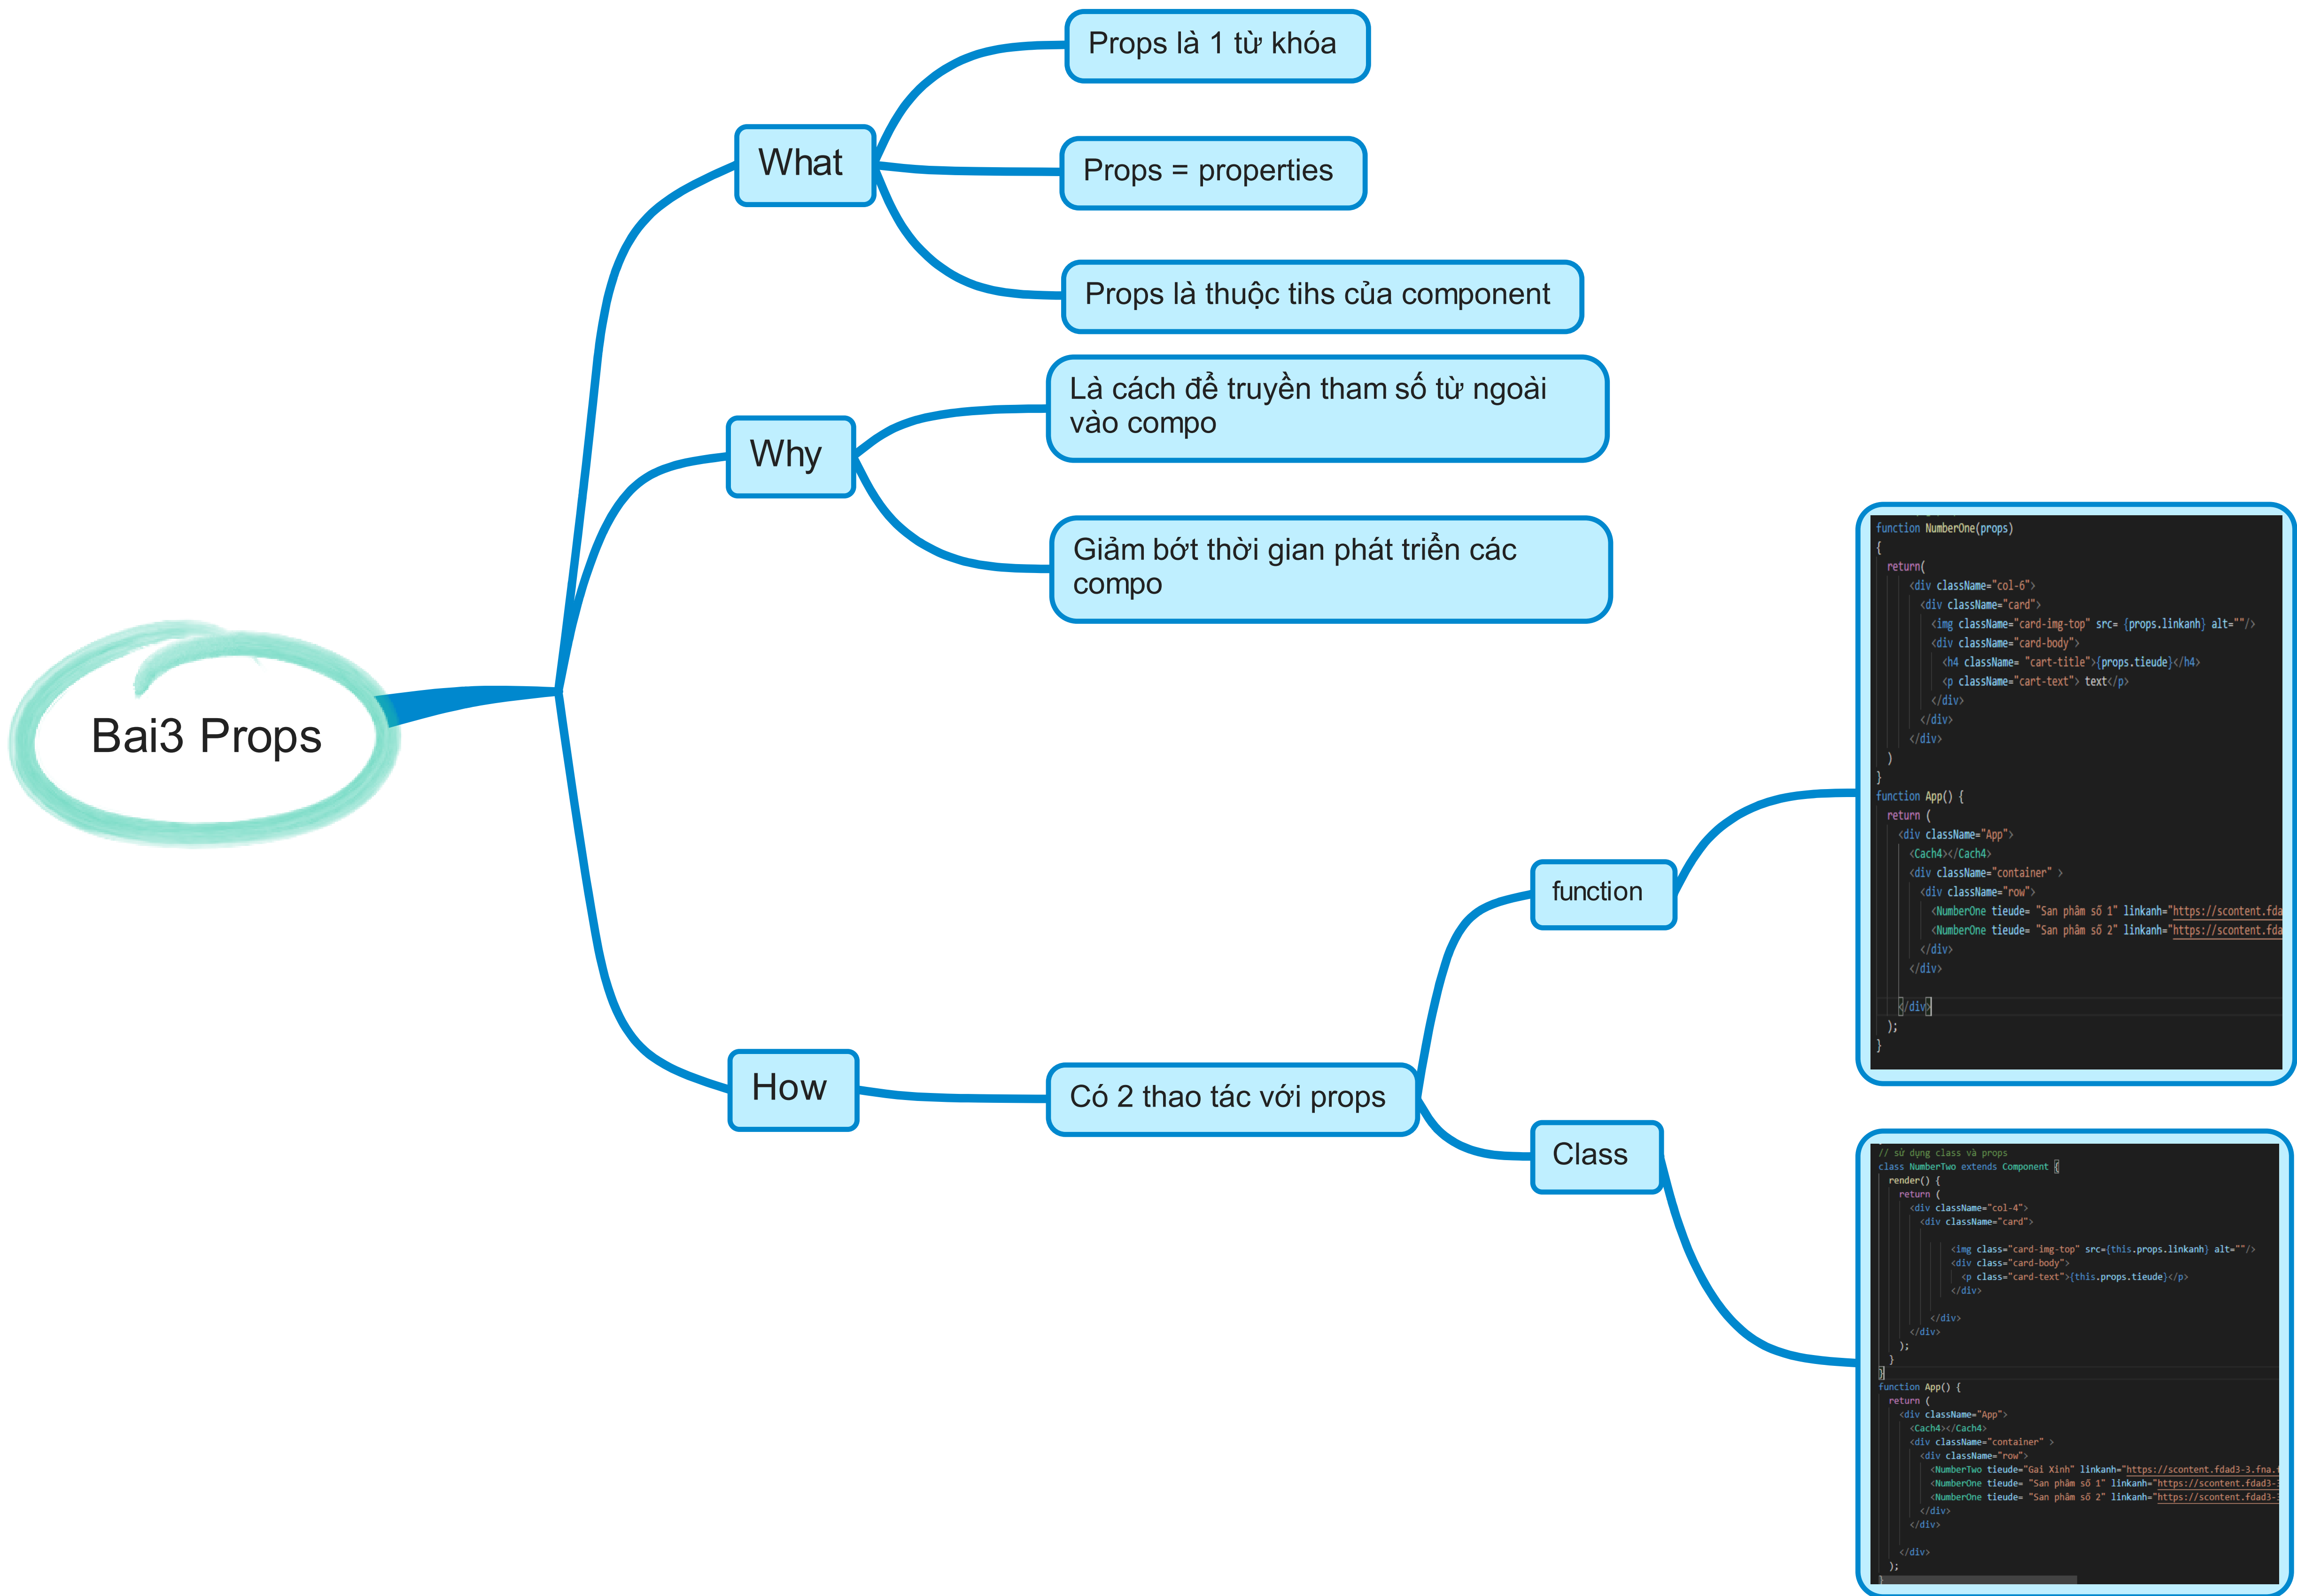 Bai3 Props
What
Props là 1 từ khóa
Props = properties
Props là thuộc tihs của component
Why
Là cách để truyền tham số từ ngoài
vào compo
Giảm bớt thời gian phát triển các
compo
How
Có 2 thao tác với props
function
function NumberOne(props)
{
return(
<div className="col-6">
<div className="card">
<img className="card-img-top" src= {props.linkanh} alt=""/>
<div className="card-body">
<h4 className= "cart-title">{props.tieude}</h4>
<p className="cart-text"> text</p>
</div>
</div>
</div>
)
}
function App() {
return (
<div className="App">
<Cach4></Cach4>
<div className="container" >
<div className="row">
<NumberOne tieude= "San phâm số 1" linkanh="https://scontent.fda
<NumberOne tieude= "San phâm số 2" linkanh="https://scontent.fda
</div>
</div>
</div>
);
}
Class
// sử dụng class và props
class NumberTwo extends Component {
render() {
return (
<div className="col-4">
<div className="card">
<img class="card-img-top" src={this.props.linkanh} alt=""/>
<div class="card-body">
<p class="card-text">{this.props.tieude}</p>
</div>
</div>
</div>
);
}
}
function App() {
return (
<div className="App">
<Cach4></Cach4>
<div className="container" >
<div className="row">
<NumberTwo tieude="Gai Xinh" linkanh="https://scontent.fdad3-3.fna.f
<NumberOne tieude= "San phâm số 1" linkanh="https://scontent.fdad3-3
<NumberOne tieude= "San phâm số 2" linkanh="https://scontent.fdad3-3
</div>
</div>
</div>
);
}